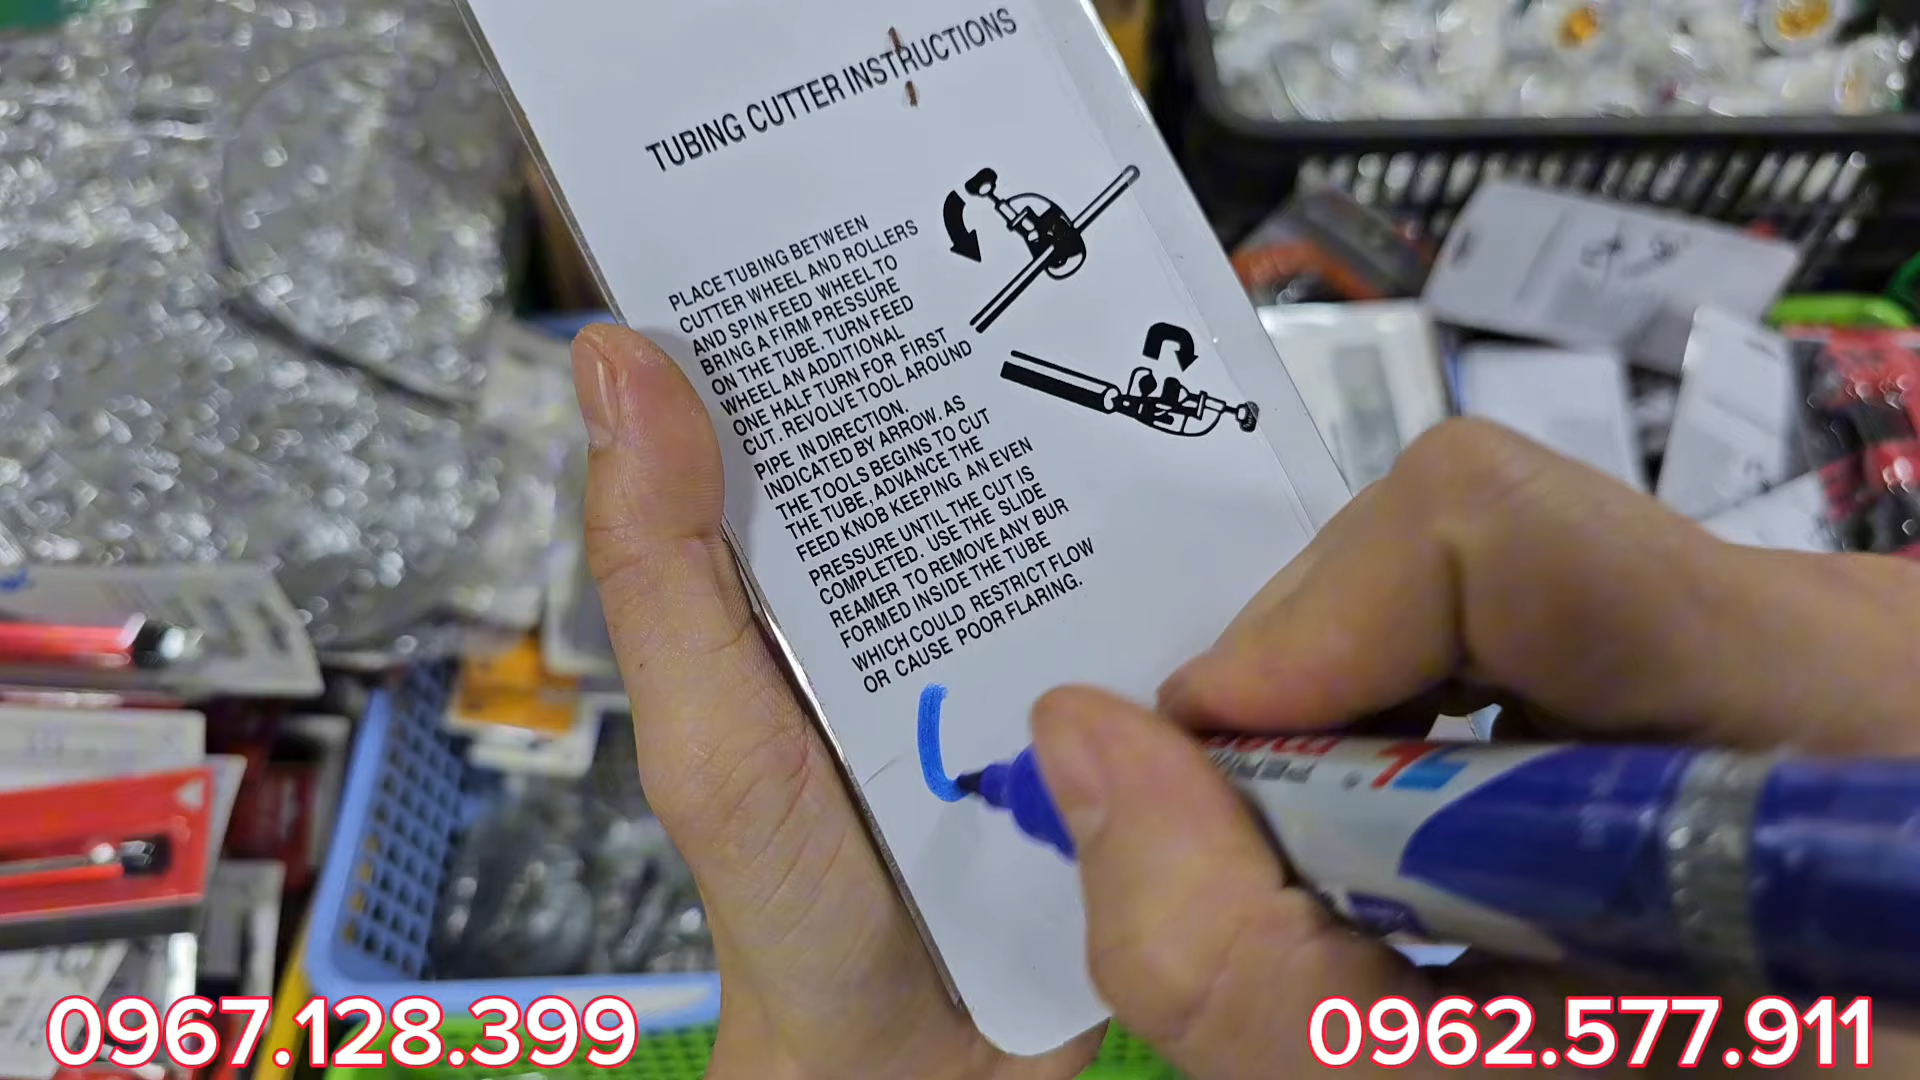 TUBING CUTTER INSTRUCTIONS
PLACE TUBING BETWEEN
CUTTER WHEEL AND ROLLERS
AND SPIN FEED WHEEL TO
BRING A FIRM PRESSURE
ON THE TUBE. TURN FEED
WHEEL AN ADDITIONAL
ONE HALF TURN FOR FIRST
CUT. REVOLVE TOOL AROUND
PIPE IN DIRECTION.
INDICATED BY ARROW. AS
THE TOOLS BEGINS TO CUT
THE TUBE, ADVANCE THE
FEED KNOB KEEPING AN EVEN
PRESSURE UNTIL THE CUT IS
COMPLETED. USE THE SLIDE
REAMER TO REMOVE ANY BUR
FORMED INSIDE THE TUBE
WHICH COULD RESTRICT FLOW
OR CAUSE POOR FLARING.
0967.128.399
0962.577.911